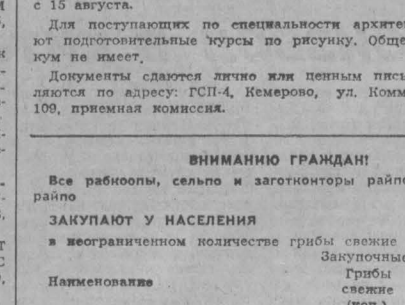 с 15 августа.
Для поступающих по специальности архите
ют подготовительные курсы по рисунку. Обще
кум не имеет.
Документы сдаются лично или ценным пись
ляются по адресу: ГСП-4, Кемерово, ул. Комм
109, приемная комиссия.
ВНИМАНИЮ ГРАЖДАН!
Все рабкоопы, сельпо и заготконторы райпо
райпо
ЗАКУПАЮТ У НАСЕЛЕНИЯ
в неограниченном количестве грибы свежие
Закупочные
Грибы
Наименование
свежие
(коп.)